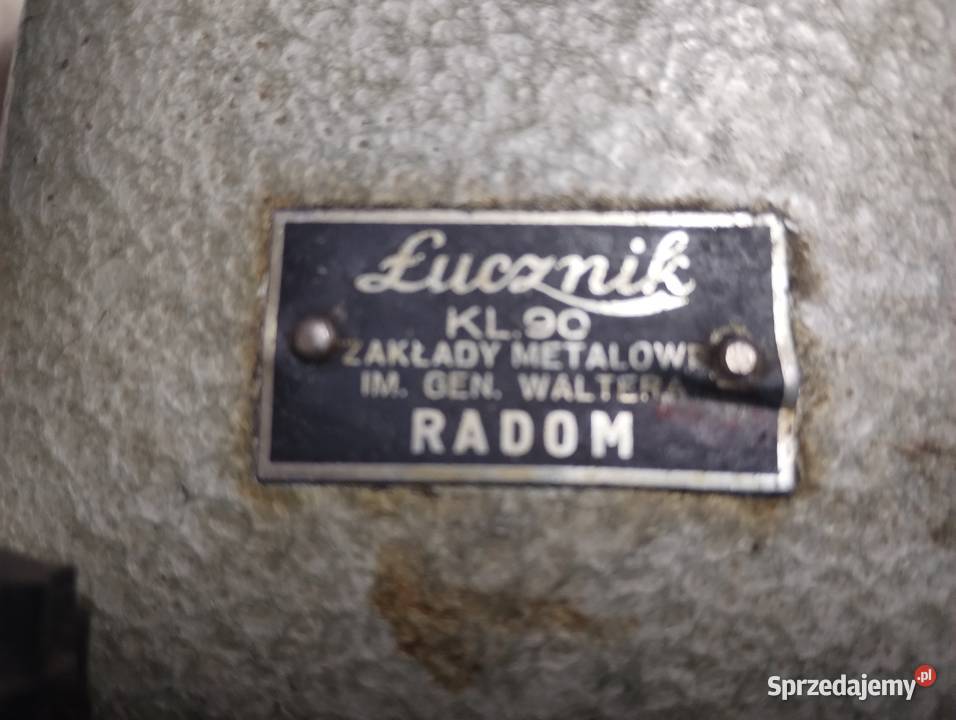 Łucznik
KL.90
ZAKŁADY METALOWE
IM. GEN. WALTERA
RADOM
Sprzedajemy.pl